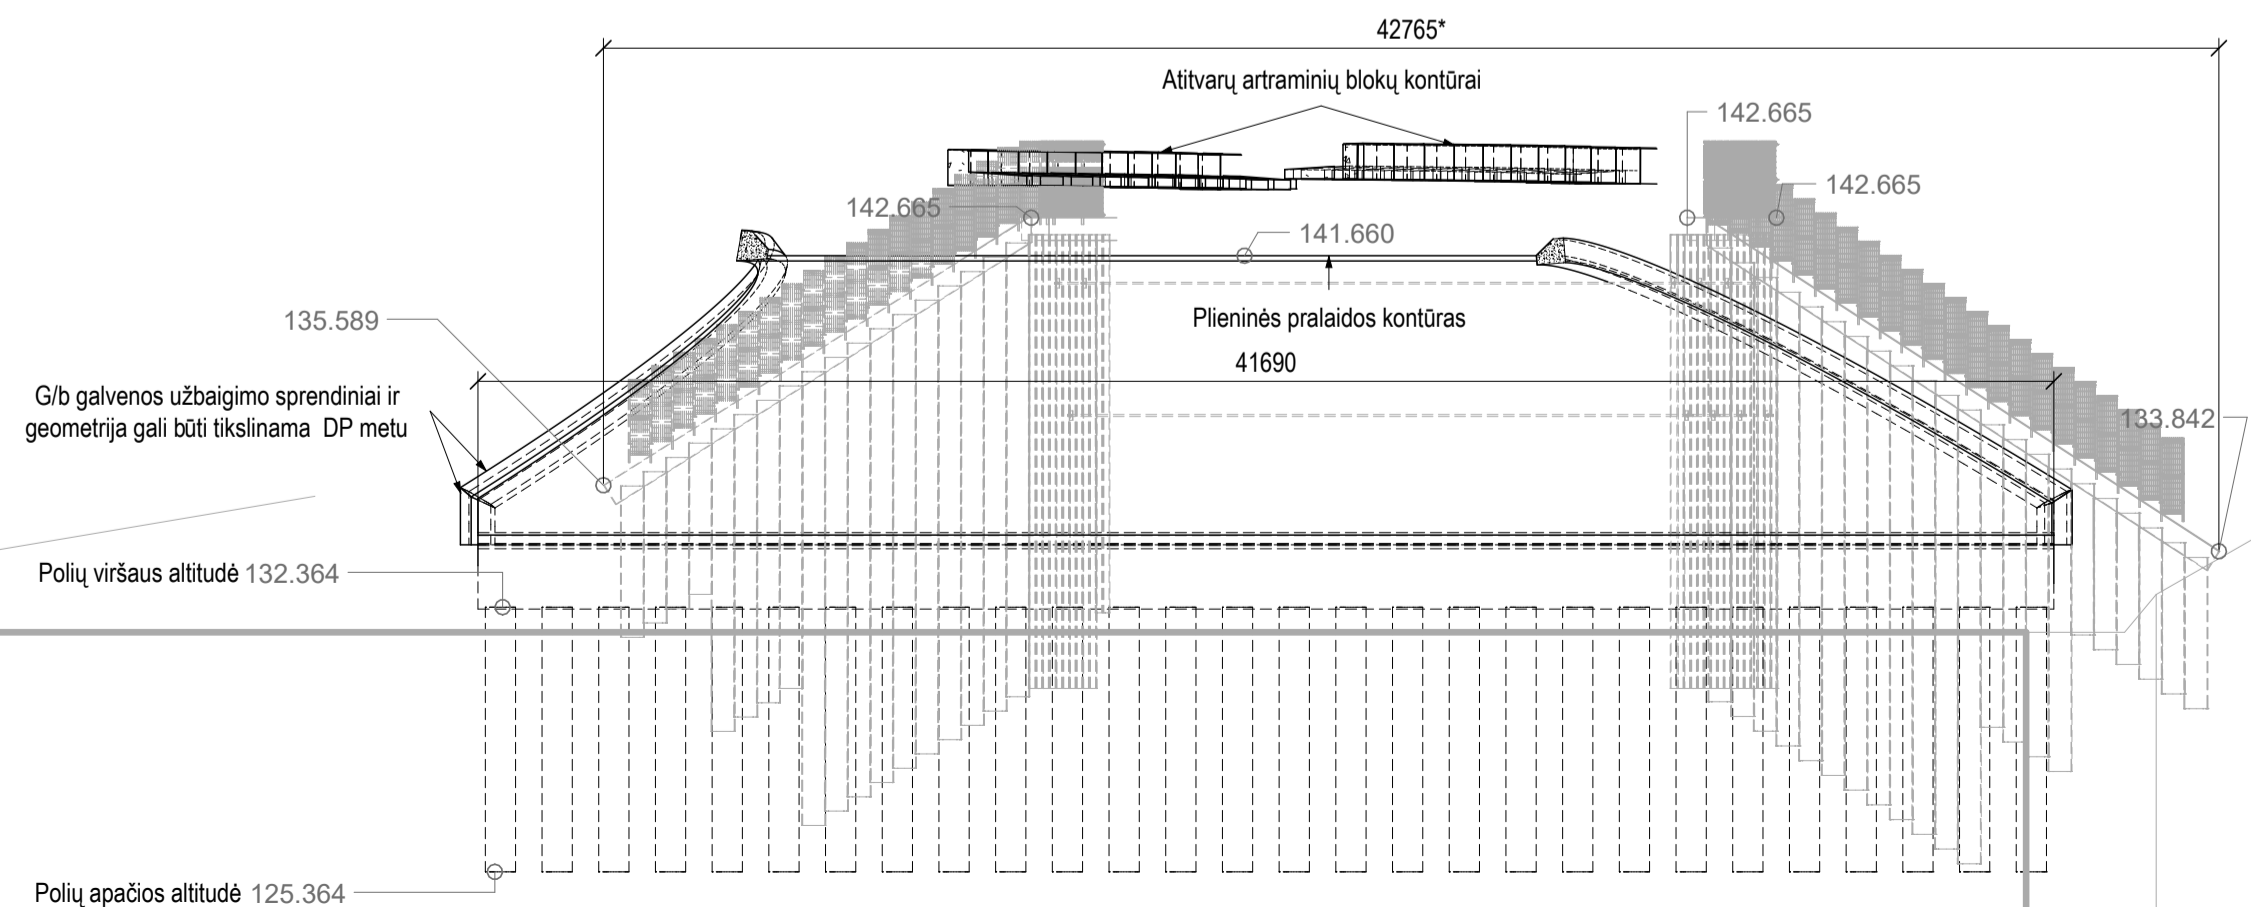 42765*
Atitvarų artraminių blokų kontūrai
142.665
142.665
142.665
141.660
135.589
Plieninės pralaidos kontūras
41690
G/b galvenos užbaigimo sprendiniai ir
geometrija gali būti tikslinama DP metu
133.842
Polių viršaus altitudė 132.364
Polių apačios altitudė 125.364